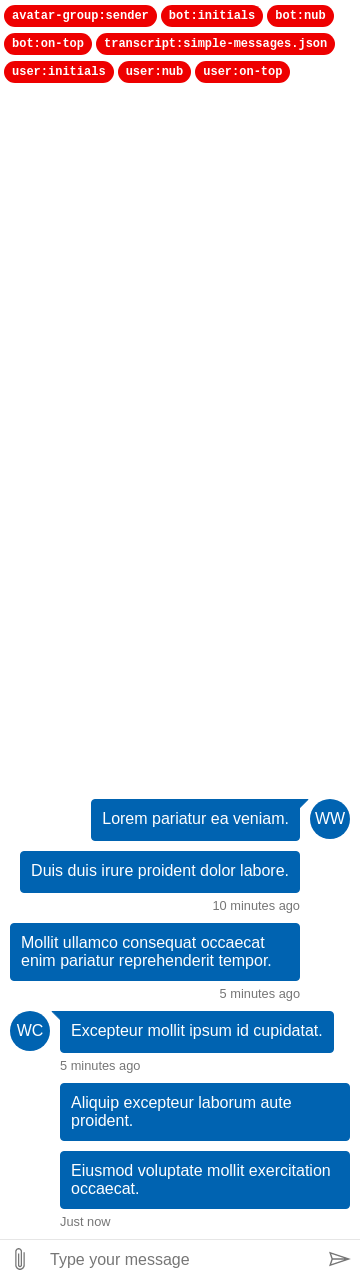 avatar-group:sender bot:initials bot:nub
bot:on-top transcript:simple-messages.json
user:initials user:nub user:on-top
Lorem pariatur ea veniam. WW
Duis duis irure proident dolor labore.
10 minutes ago
Mollit ullamco consequat occaecat
enim pariatur reprehenderit tempor.
5 minutes ago
WC Excepteur mollit ipsum id cupidatat.
5 minutes ago
Aliquip excepteur laborum aute
proident.
Eiusmod voluptate mollit exercitation
occaecat.
Just now
Type your message